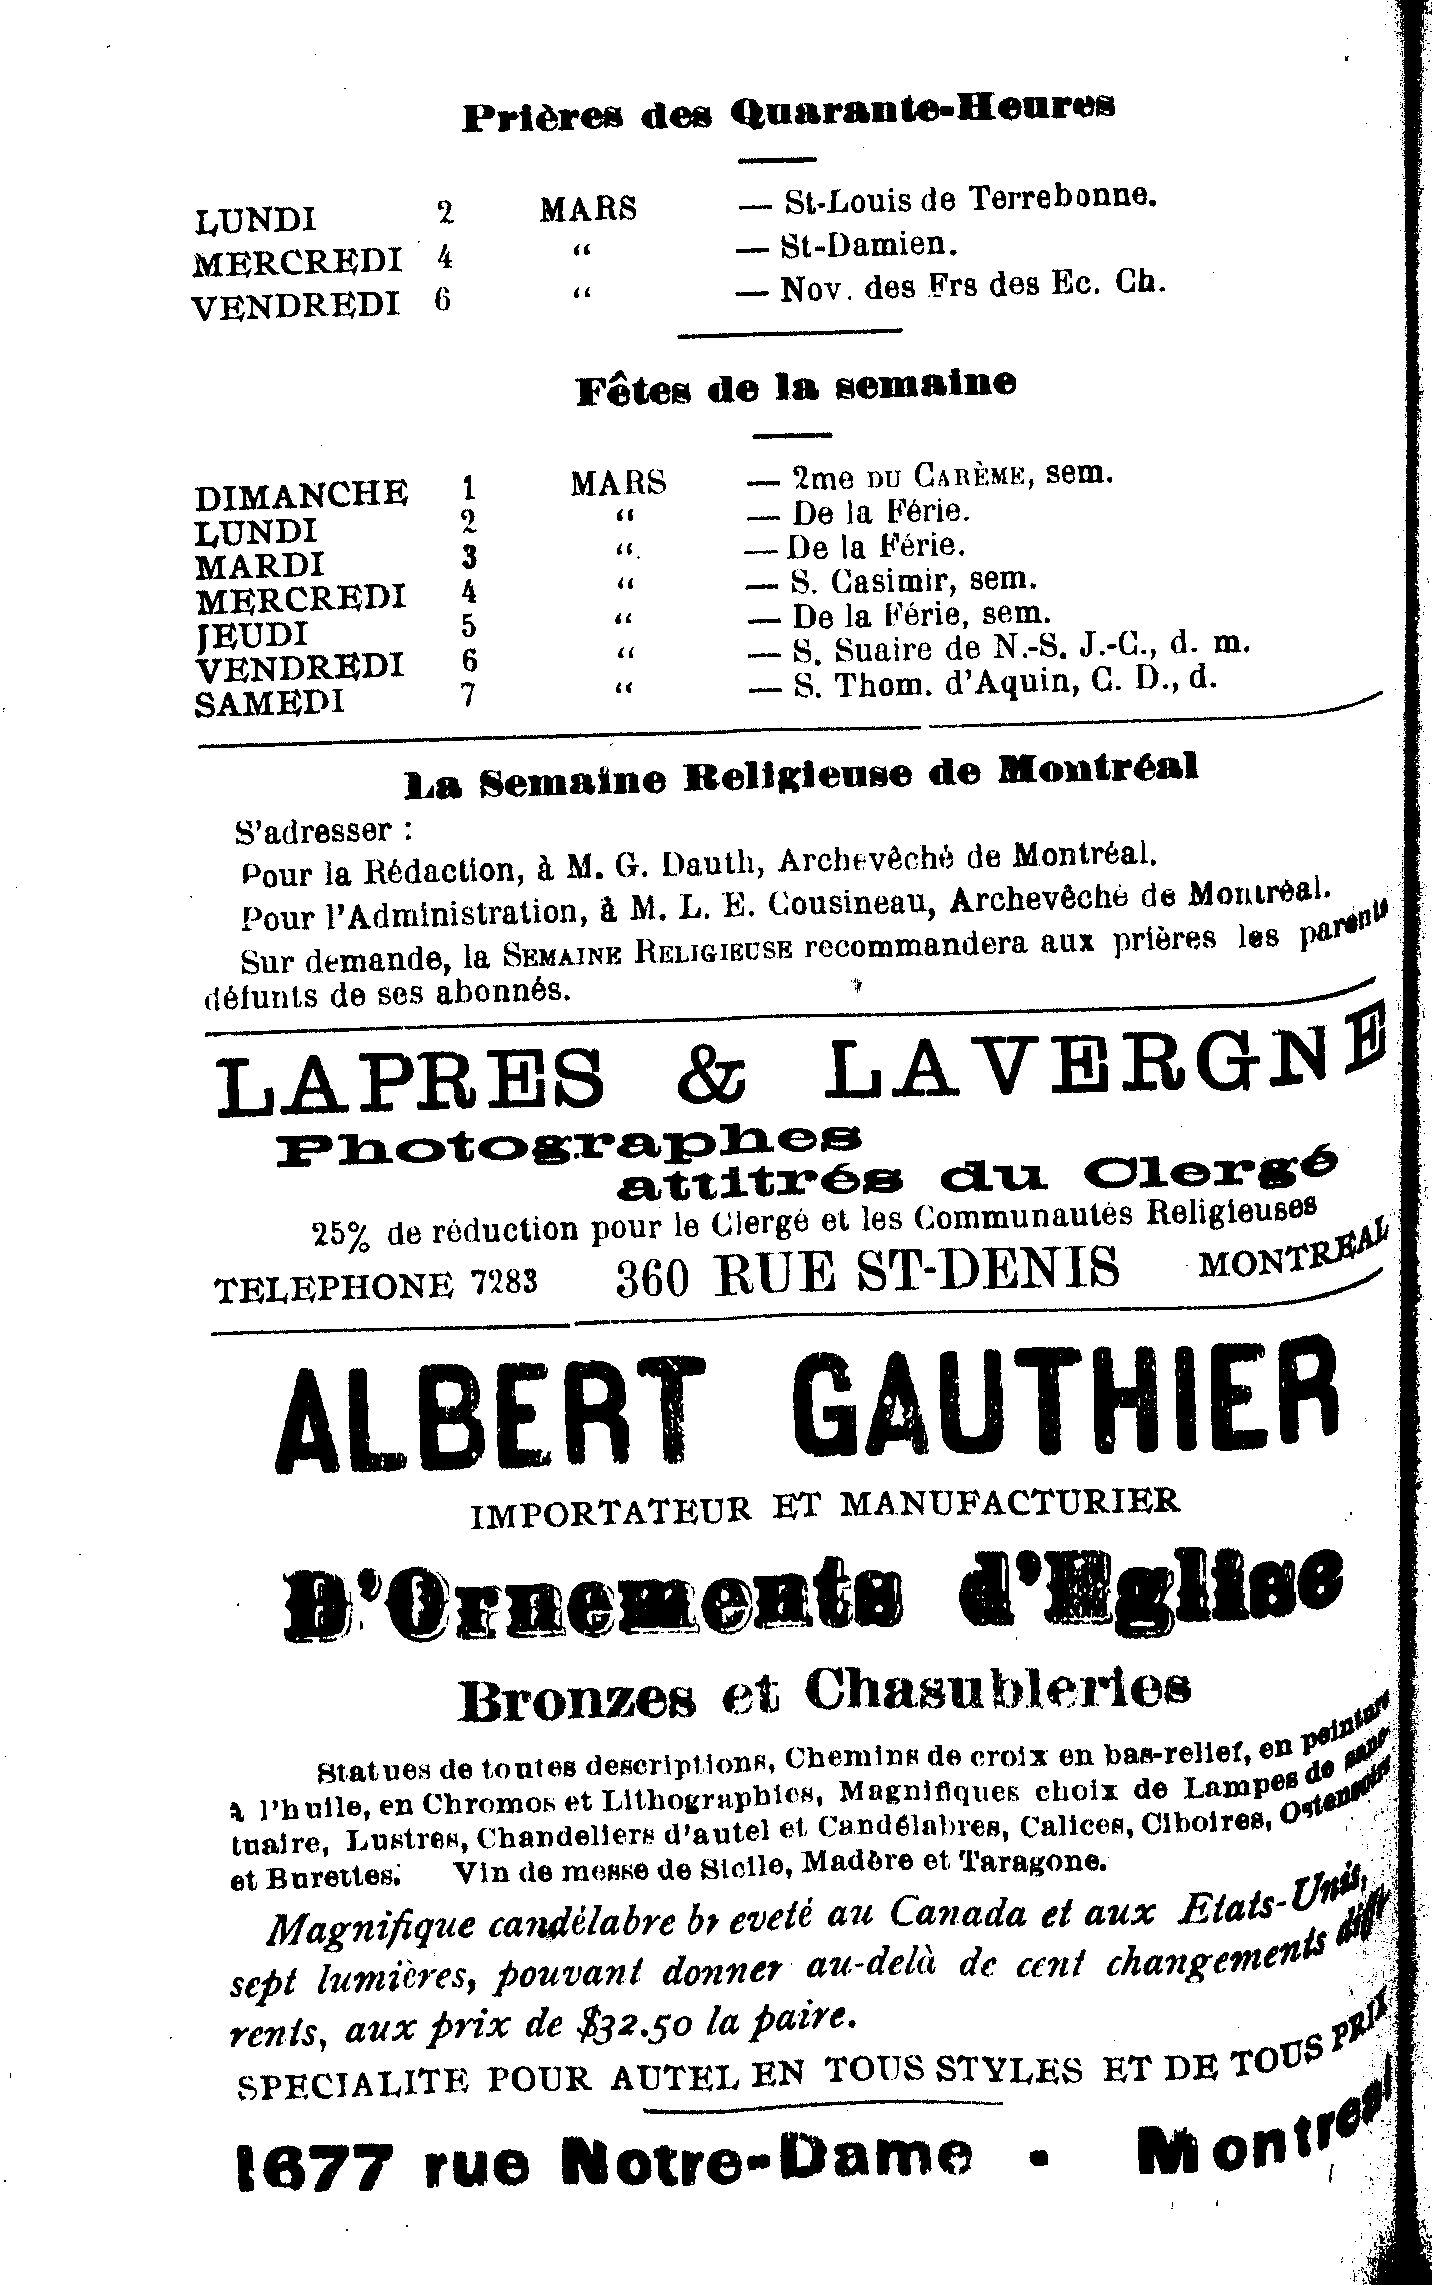 Prières des Quarante-Heures
LUNDI 2 MARS — St-Louis de Terrebonne.
MERCREDI 4 “ — St-Damien.
VENDREDI 6 “ — Nov. des Frs des Ec. Ch.
Fêtes de la semaine
DIMANCHE 1 MARS — 2me DU CARÈME, sem.
LUNDI 2 “ — De la Férie.
MARDI 3 “ — De la Férie.
MERCREDI 4 “ — S. Casimir, sem.
JEUDI 5 “ — De la Férie, sem.
VENDREDI 6 “ — S. Suaire de N.-S. J.-C., d. m.
SAMEDI 7 “ — S. Thom. d'Aquin, C. D., d.
La Semaine Religieuse de Montréal
S'adresser :
Pour la Rédaction, à M. G. Dauth, Archevêché de Montréal.
Pour l'Administration, à M. L. E. Cousineau, Archevêché de Montréal.
Sur demande, la SEMAINE RELIGIEUSE recommandera aux prières les parents
défunts de ses abonnés.
LAPRES & LAVERGNE
Photographes
attitrés du Clergé
25% de réduction pour le Clergé et les Communautés Religieuses
TELEPHONE 7283 360 RUE ST-DENIS MONTREAL
ALBERT GAUTHIER
IMPORTATEUR ET MANUFACTURIER
D'Ornements d'Eglise
Bronzes et Chasubleries
Statues de toutes descriptions, Chemins de croix en bas-relief, en peinture
à l'huile, en Chromos et Lithographies, Magnifiques choix de Lampes de sanc-
tuaire, Lustres, Chandeliers d'autel et Candélabres, Calices, Ciboires, Ostensoirs
et Burettes. Vin de messe de Sicile, Madère et Taragone.
Magnifique candélabre breveté au Canada et aux Etats-Unis,
sept lumières, pouvant donner au-delà de cent changements diffé-
rents, aux prix de $32.50 la paire.
SPECIALITE POUR AUTEL EN TOUS STYLES ET DE TOUS PRIX
1677 rue Notre-Dame - Montreal